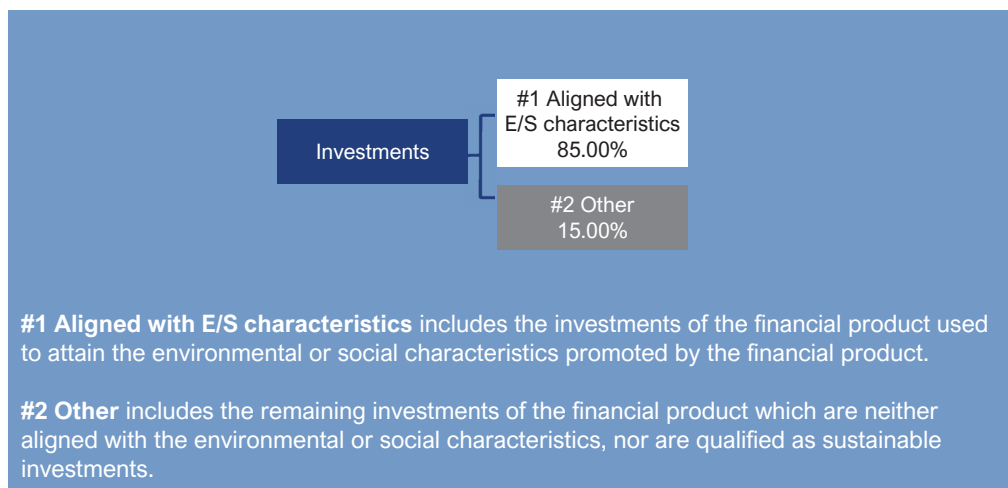 Investments
#1 Aligned with
E/S characteristics
85.00%
#2 Other
15.00%
#1 Aligned with E/S characteristics includes the investments of the financial product used
to attain the environmental or social characteristics promoted by the financial product.
#2 Other includes the remaining investments of the financial product which are neither
aligned with the environmental or social characteristics, nor are qualified as sustainable
investments.